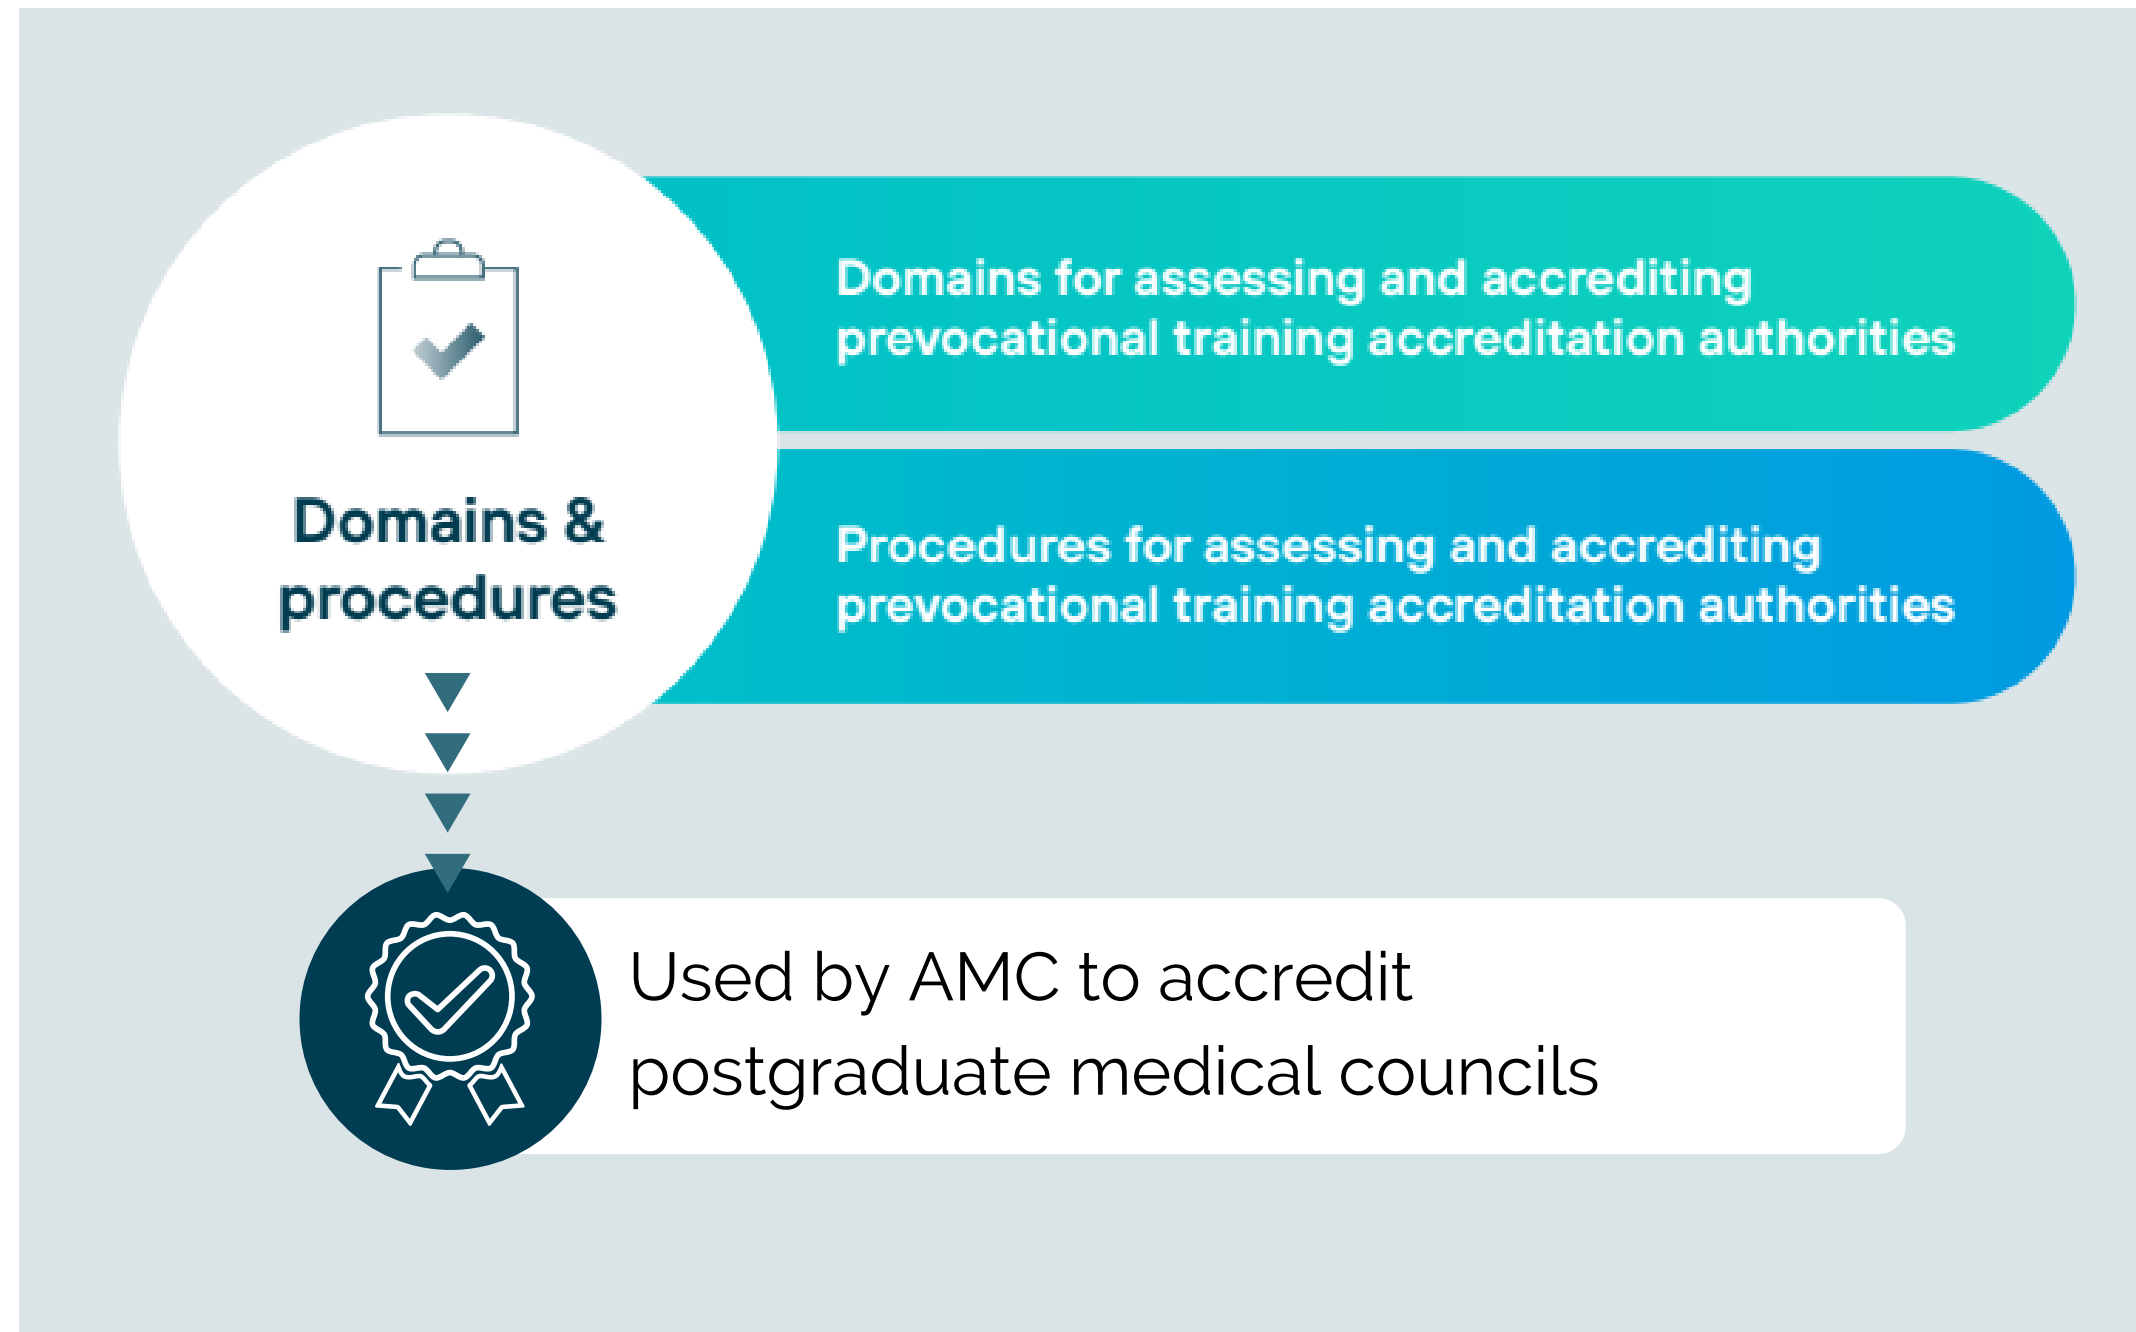 Domains &
procedures
Domains for assessing and accrediting
prevocational training accreditation authorities
Procedures for assessing and accrediting
prevocational training accreditation authorities
Used by AMC to accredit
postgraduate medical councils